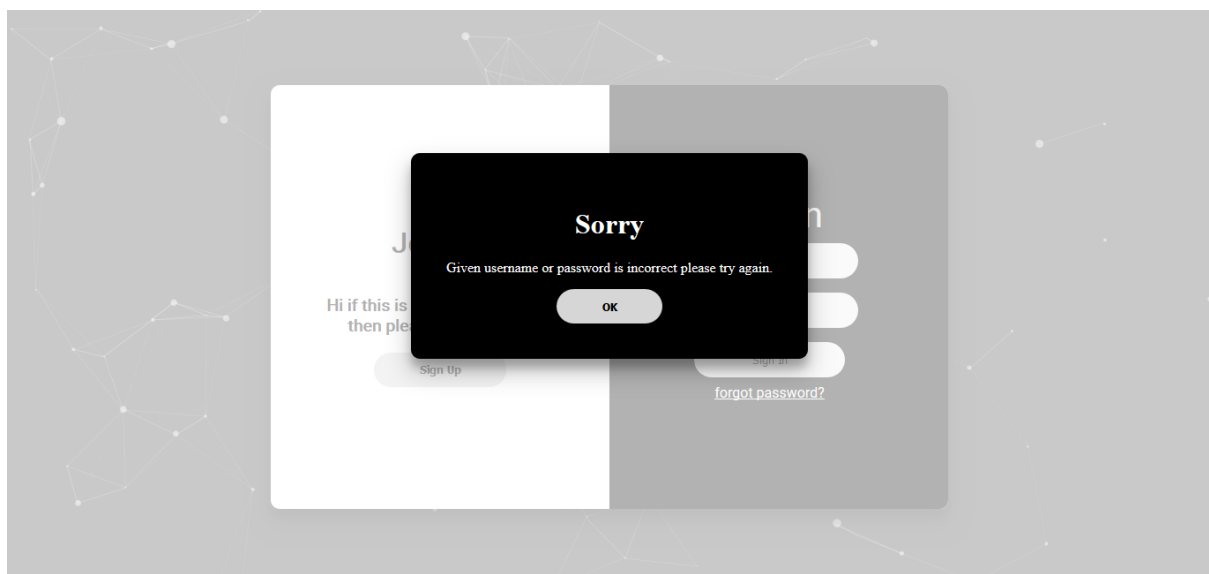 Sorry
Given username or password is incorrect please try again.
OK
Hi if this is
then
Sign Up
Sign In
forgot password?